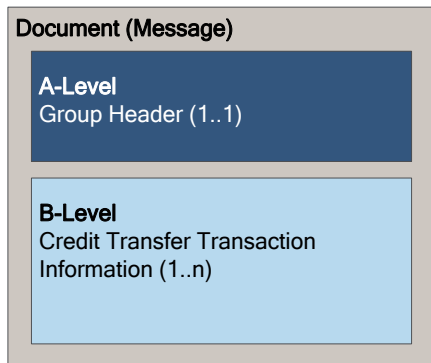 Document (Message)
A-Level
Group Header (1..1)
B-Level
Credit Transfer Transaction
Information (1..n)